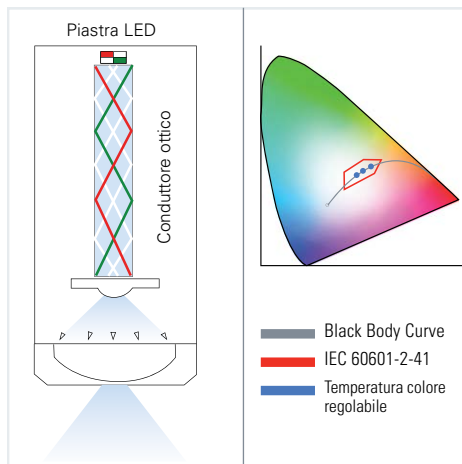 Piastra LED
Conduttore ottico
Black Body Curve
IEC 60601-2-41
Temperatura colore
regolabile